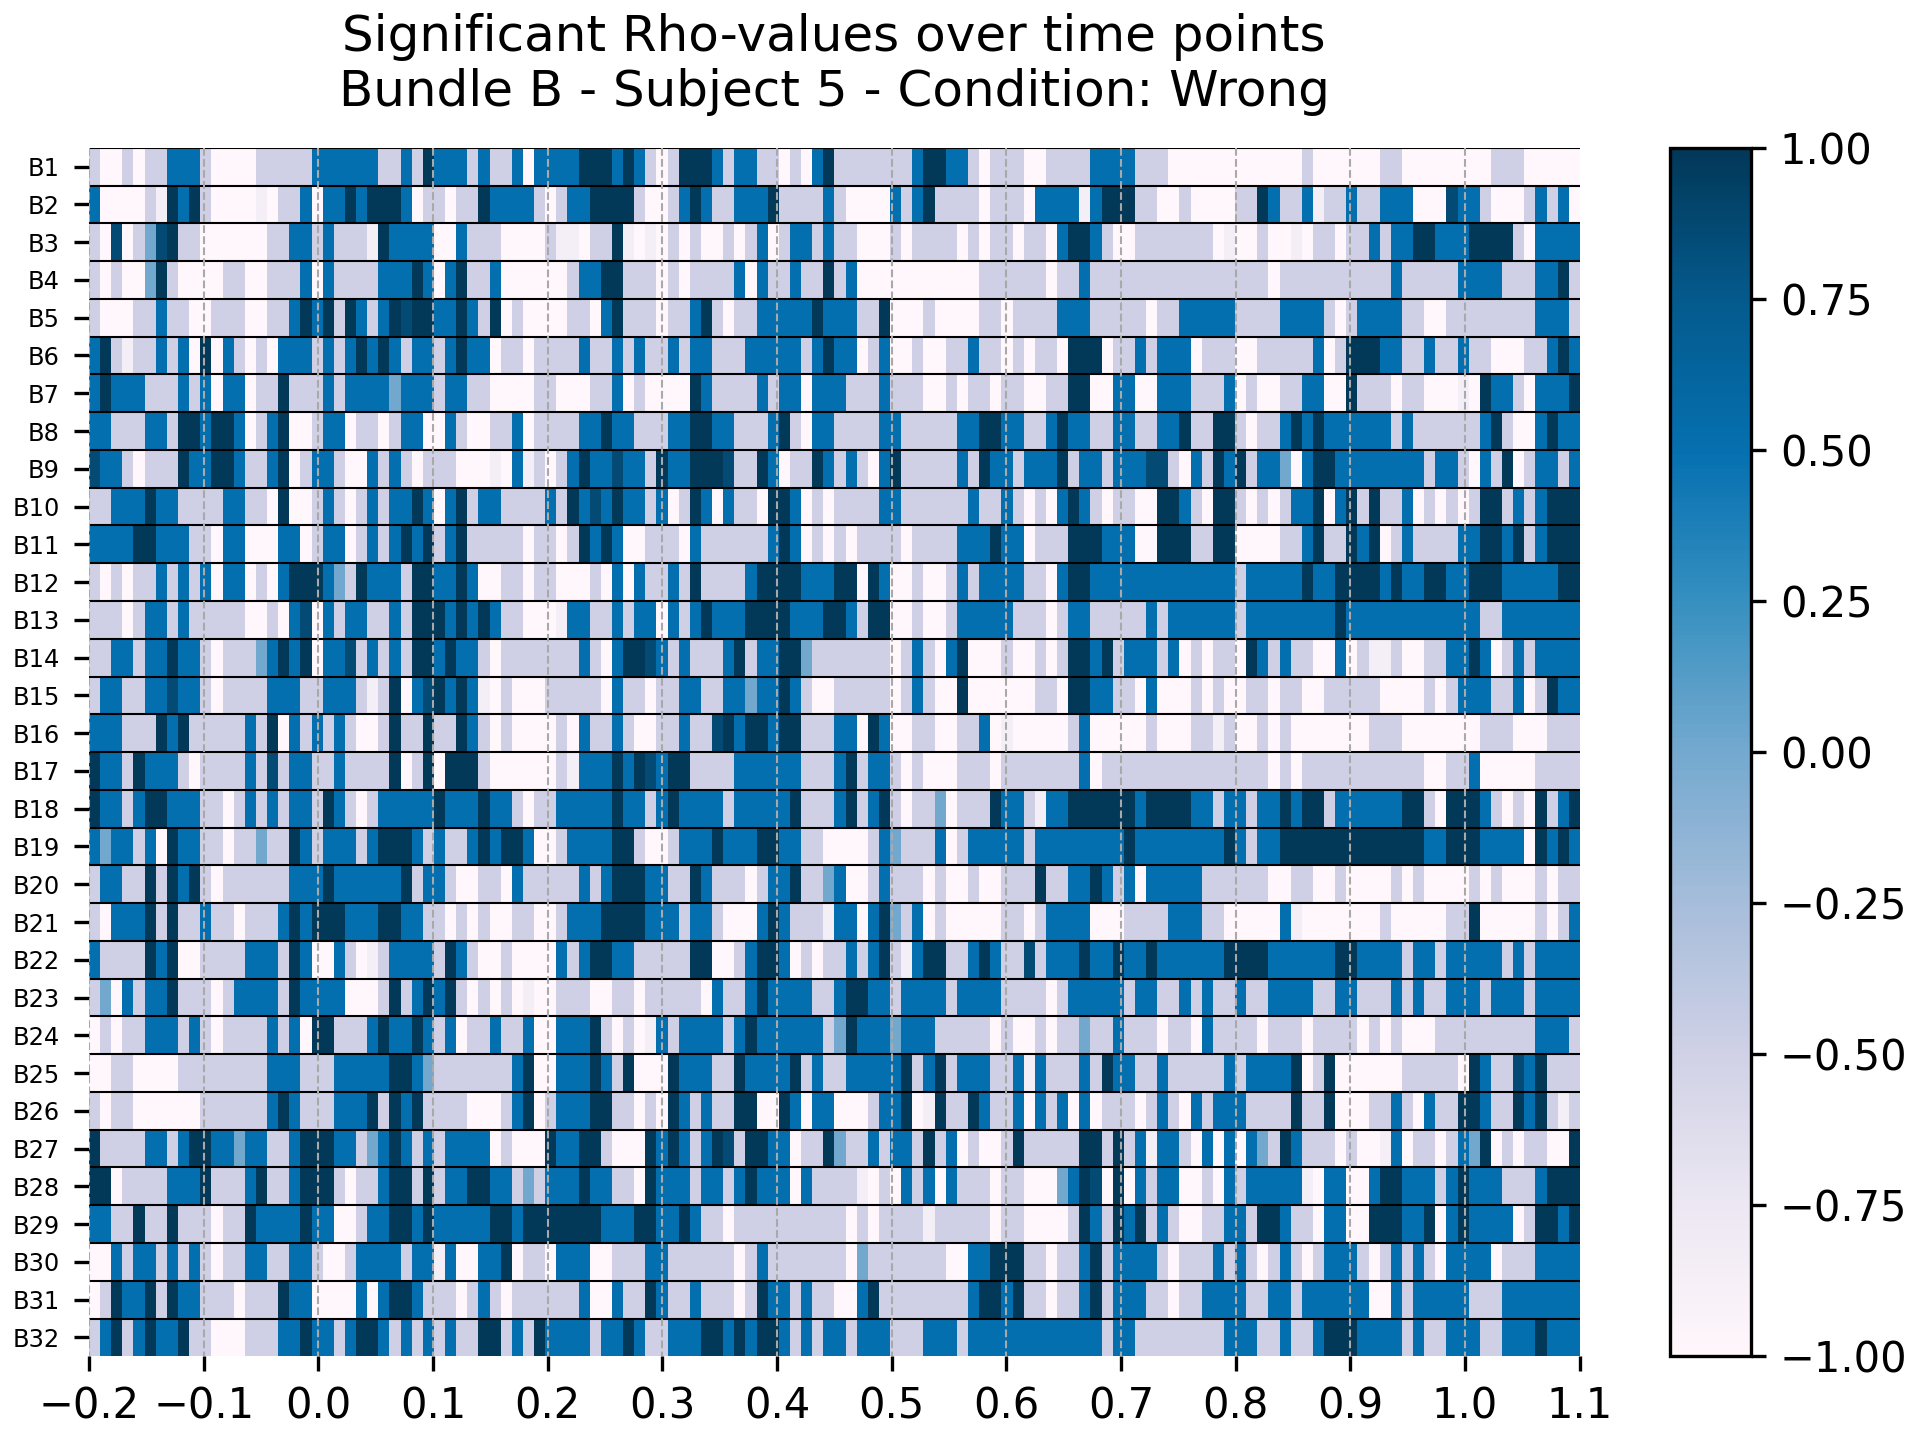 Significant Rho-values over time points
Bundle B - Subject 5 - Condition: Wrong
B1
B2
B3
B4
B5
B6
B7
B8
B9
B10
B11
B12
B13
B14
B15
B16
B17
B18
B19
B20
B21
B22
B23
B24
B25
B26
B27
B28
B29
B30
B31
B32
−0.2 −0.1 0.0 0.1 0.2 0.3 0.4 0.5 0.6 0.7 0.8 0.9 1.0 1.1
1.00
0.75
0.50
0.25
0.00
−0.25
−0.50
−0.75
−1.00